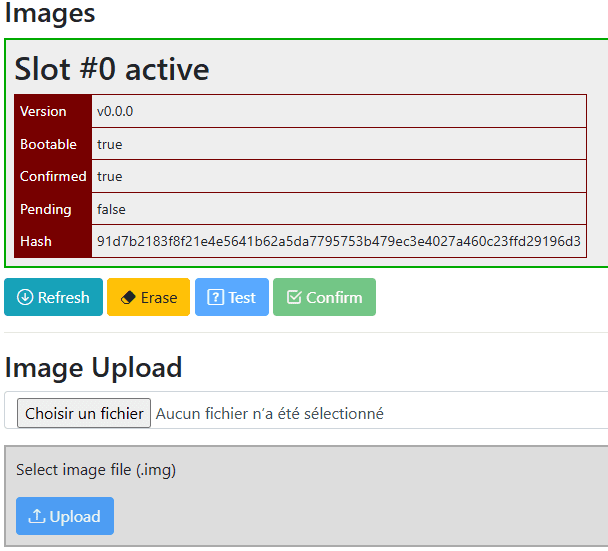 Images
Slot #0 active
Version v0.0.0
Bootable true
Confirmed true
Pending false
Hash 91d7b2183f8f21e4e5641b62a5da7795753b479ec3e4027a460c23ffd29196d3
Refresh Erase Test Confirm
Image Upload
Choisir un fichier Aucun fichier n’a été sélectionné
Select image file (.img)
Upload